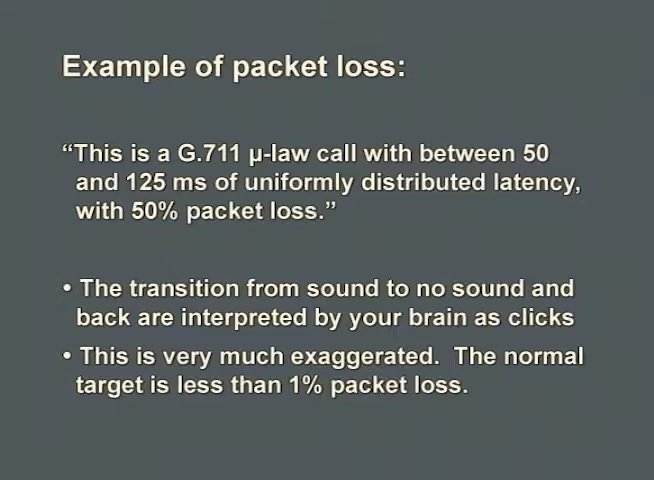 Example of packet loss:
“This is a G.711 µ-law call with between 50
and 125 ms of uniformly distributed latency,
with 50% packet loss.”
• The transition from sound to no sound and
back are interpreted by your brain as clicks
• This is very much exaggerated.  The normal
target is less than 1% packet loss.